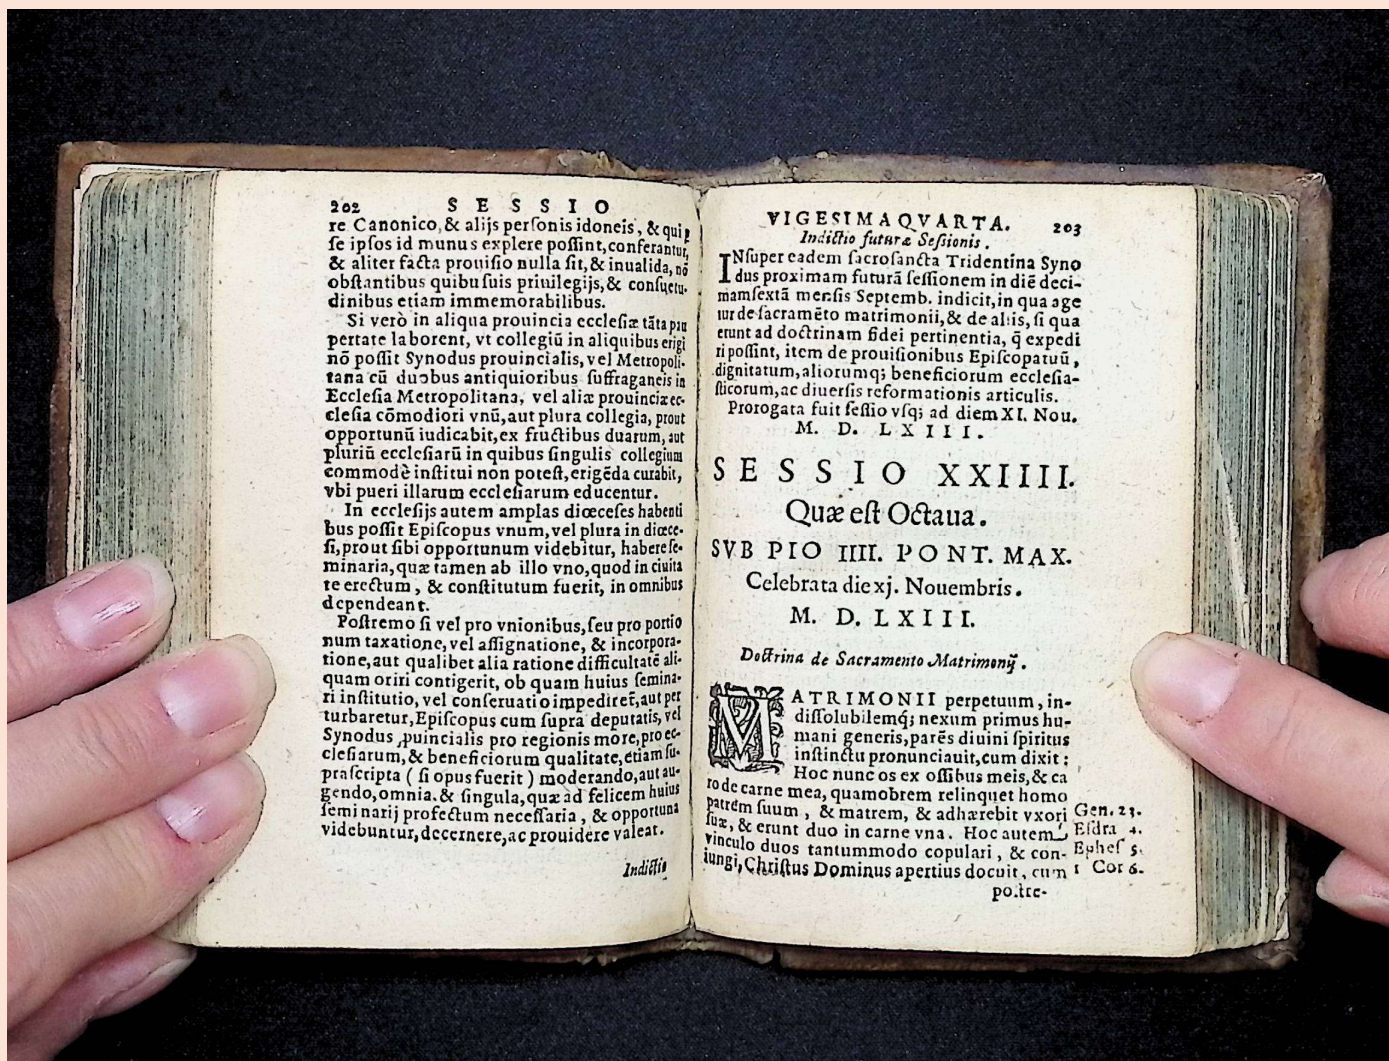 202 SESSIO
re Canonico, & alijs personis idoneis, & qui ꝑ
se ipsos id munus explere possint, conferantur,
& aliter facta prouisio nulla sit, & inualida, nō
obstantibus quibusuis priuilegijs, & consuetu-
dinibus etiam immemorabilibus.
Si verò in aliqua prouincia ecclesiæ tāta pau
pertate laborent, vt collegiū in aliquibus erigi
nō possit Synodus prouincialis, vel Metropoli-
tana cū duobus antiquioribus suffraganeis in
Ecclesia Metropolitana, vel aliæ prouinciæ ec-
clesia cōmodiori vnū, aut plura collegia, prout
opportunū iudicabit, ex fructibus duarum, aut
pluriū ecclesiarū in quibus singulis collegium
commodè institui non potest, erigēda curabit,
vbi pueri illarum ecclesiarum educentur.
In ecclesijs autem amplas diœceses habenti
bus possit Episcopus vnum, vel plura in diœce-
si, prout sibi opportunum videbitur, habere se-
minaria, quæ tamen ab illo vno, quod in ciuita
te erectum, & constitutum fuerit, in omnibus
dependeant.
Postremo si vel pro vnionibus, seu pro portio
num taxatione, vel assignatione, & incorpora-
tione, aut qualibet alia ratione difficultatē ali-
quam oriri contigerit, ob quam huius semina-
ri institutio, vel conseruatio impediret, aut per
turbaretur, Episcopus cum supra deputatis, vel
Synodus ꝓuincialis pro regionis more, pro ec-
clesiarum, & beneficiorum qualitate, etiam su-
prascripta ( si opus fuerit ) moderando, aut au-
gendo, omnia. & singula, quæ ad felicem huius
seminarij profectum necessaria, & opportuna
videbuntur, decernere, ac prouidere valeat.
Indictio
VIGESIMAQVARTA. 203
Indictio futuræ Sessionis.
INsuper eadem sacrosancta Tridentina Syno
dus proximam futurā sessionem in diē deci-
mamsextā mensis Septemb. indicit, in qua age
tur de sacramēto matrimonii, & de aliis, si qua
erunt ad doctrinam fidei pertinentia, q̄ expedi
ri possint, item de prouisionibus Episcopatuū,
dignitatum, aliorumq; beneficiorum ecclesia-
sticorum, ac diuersis reformationis articulis.
Prorogata fuit sessio vsq; ad diem XI. Nou.
M. D. LXIII.
SESSIO XXIIII.
Quæ est Octaua.
SVB PIO IIII. PONT. MAX.
Celebrata die xj. Nouembris.
M. D. LXIII.
Doctrina de Sacramento Matrimonij.
MATRIMONII perpetuum, in-
dissolubilemq́; nexum primus hu-
mani generis, parēs diuini spiritus
instinctu pronunciauit, cum dixit:
Hoc nunc os ex ossibus meis, & ca
ro de carne mea, quamobrem relinquet homo
patrem suum, & matrem, & adhærebit vxori Gen. 23.
suæ, & erunt duo in carne vna. Hoc autem Esdra 4.
vinculo duos tantummodo copulari, & con- Ephes 5.
iungi, Christus Dominus apertius docuit, cum 1 Cor 6.
postre-